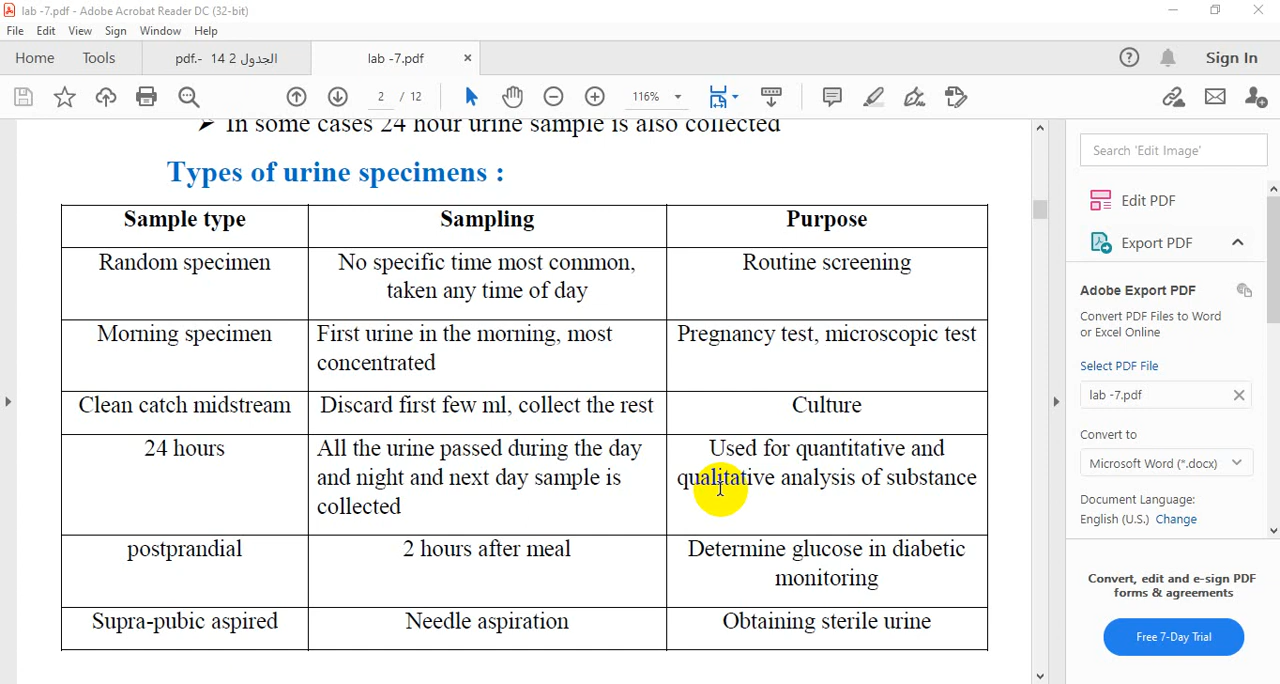 lab -7.pdf - Adobe Acrobat Reader DC (32-bit)
File Edit View Sign Window Help
Home Tools الجدول 2 14 -.pdf lab -7.pdf × Sign In
2 / 12 116%
➤ In some cases 24 hour urine sample is also collected
Types of urine specimens :
Sample type Sampling Purpose
Random specimen No specific time most common, Routine screening
taken any time of day
Morning specimen First urine in the morning, most Pregnancy test, microscopic test
concentrated
Clean catch midstream Discard first few ml, collect the rest Culture
24 hours All the urine passed during the day Used for quantitative and
and night and next day sample is qualitative analysis of substance
collected
postprandial 2 hours after meal Determine glucose in diabetic
monitoring
Supra-pubic aspired Needle aspiration Obtaining sterile urine
Search 'Edit Image'
Edit PDF
Export PDF
Adobe Export PDF
Convert PDF Files to Word
or Excel Online
Select PDF File
lab -7.pdf
Convert to
Microsoft Word (*.docx)
Document Language:
English (U.S.) Change
Convert, edit and e-sign PDF
forms & agreements
Free 7-Day Trial